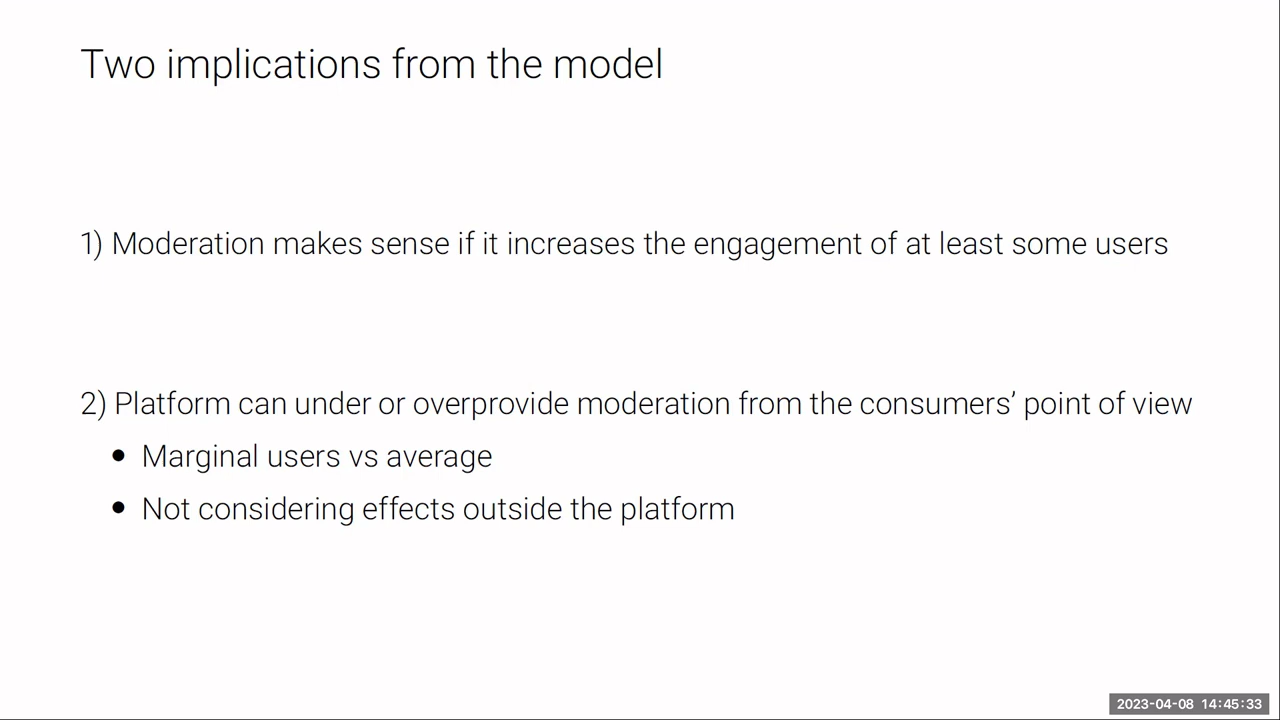 Two implications from the model
1) Moderation makes sense if it increases the engagement of at least some users
2) Platform can under or overprovide moderation from the consumers’ point of view
● Marginal users vs average
● Not considering effects outside the platform
2023-04-08 14:45:33